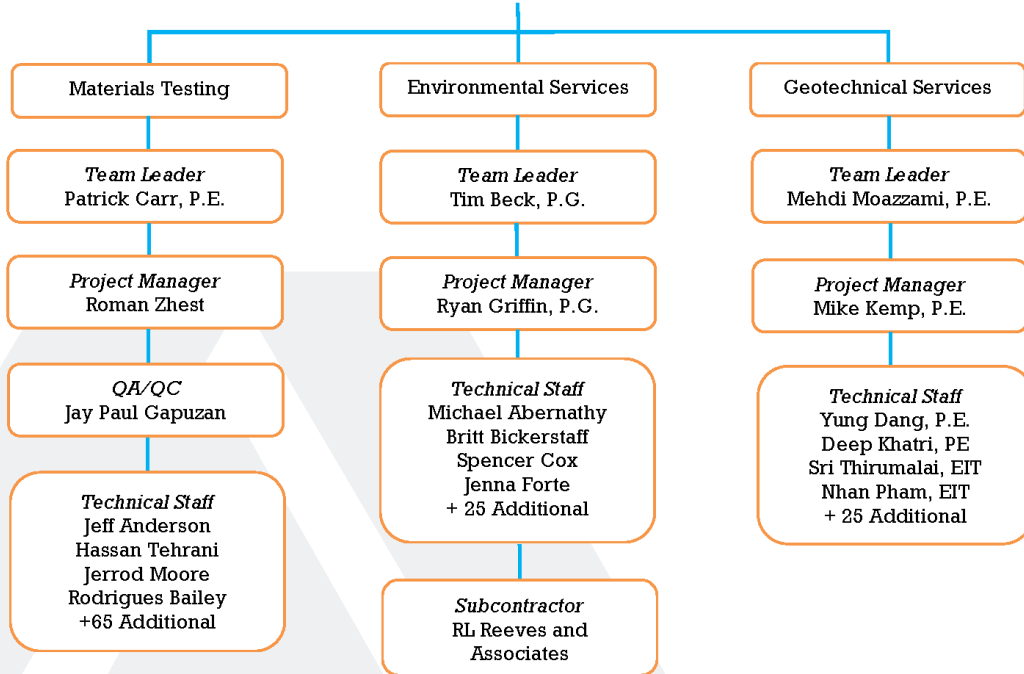 Materials Testing
Team Leader
Patrick Carr, P.E.
Project Manager
Roman Zhest
QA/QC
Jay Paul Gapuzan
Technical Staff
Jeff Anderson
Hassan Tehrani
Jerrod Moore
Rodrigues Bailey
+65 Additional
Environmental Services
Team Leader
Tim Beck, P.G.
Project Manager
Ryan Griffin, P.G.
Technical Staff
Michael Abernathy
Britt Bickerstaff
Spencer Cox
Jenna Forte
+ 25 Additional
Subcontractor
RL Reeves and
Associates
Geotechnical Services
Team Leader
Mehdi Moazzami, P.E.
Project Manager
Mike Kemp, P.E.
Technical Staff
Yung Dang, P.E.
Deep Khatri, PE
Sri Thirumalai, EIT
Nhan Pham, EIT
+ 25 Additional